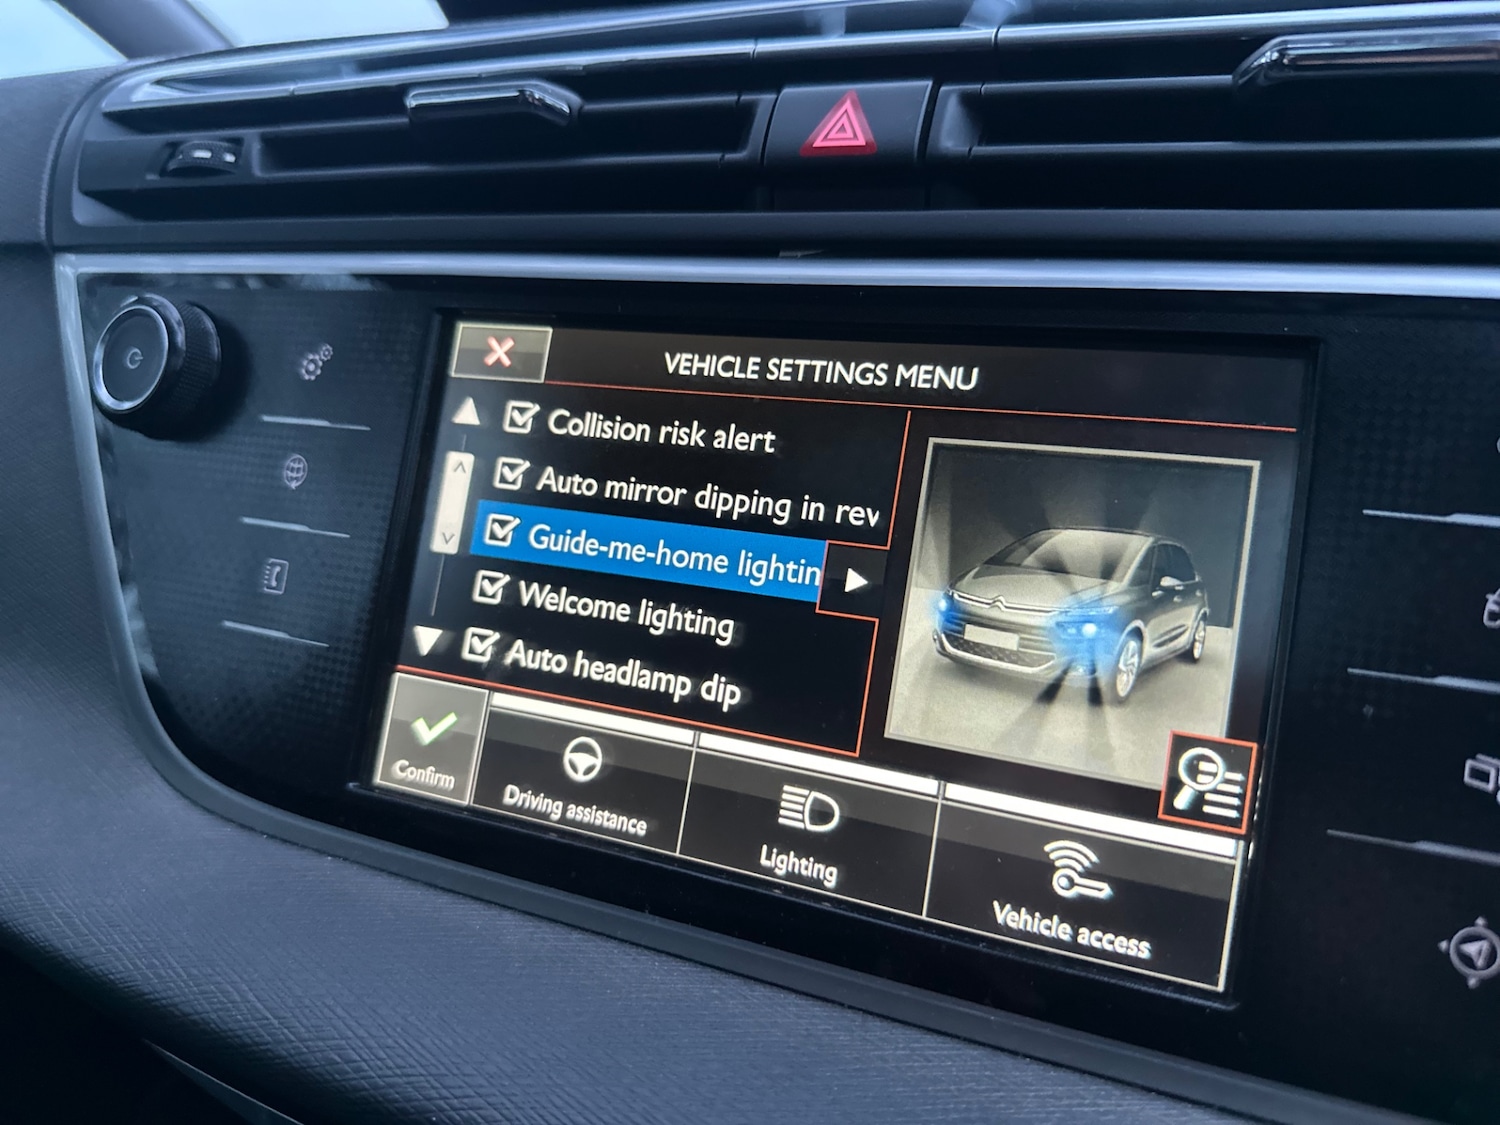 VEHICLE SETTINGS MENU
Collision risk alert
Auto mirror dipping in rev
Guide-me-home lightin
Welcome lighting
Auto headlamp dip
Confirm
Driving assistance
Lighting
Vehicle access